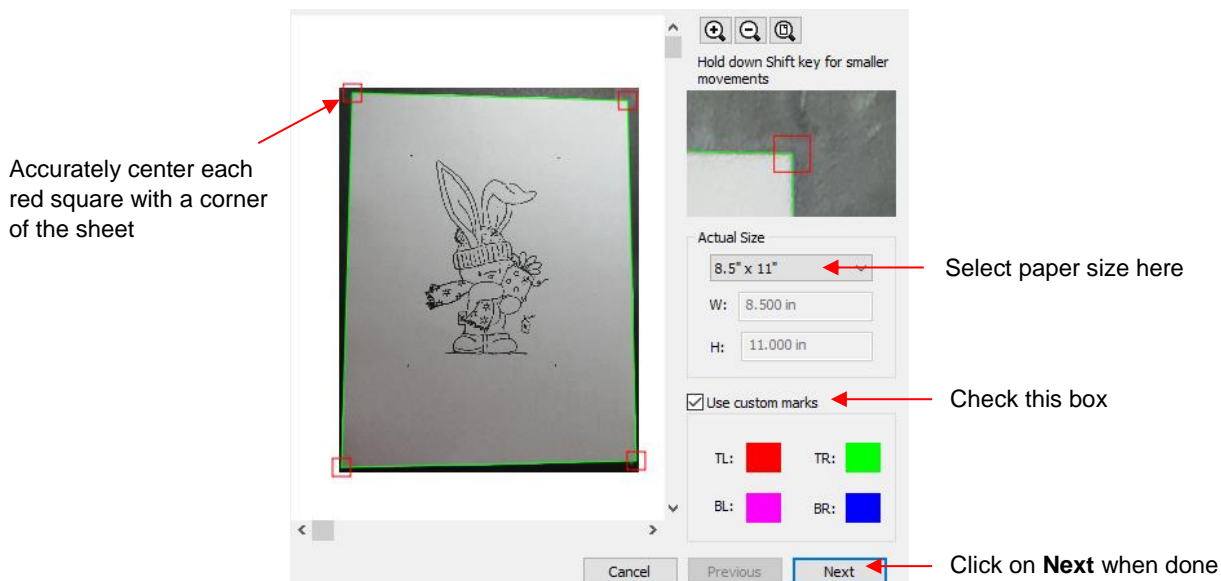 Hold down Shift key for smaller
movements
Accurately center each
red square with a corner
of the sheet
Actual Size
8.5" x 11"
Select paper size here
W: 8.500 in
H: 11.000 in
Use custom marks
Check this box
TL: TR:
BL: BR:
Cancel Previous Next
Click on Next when done